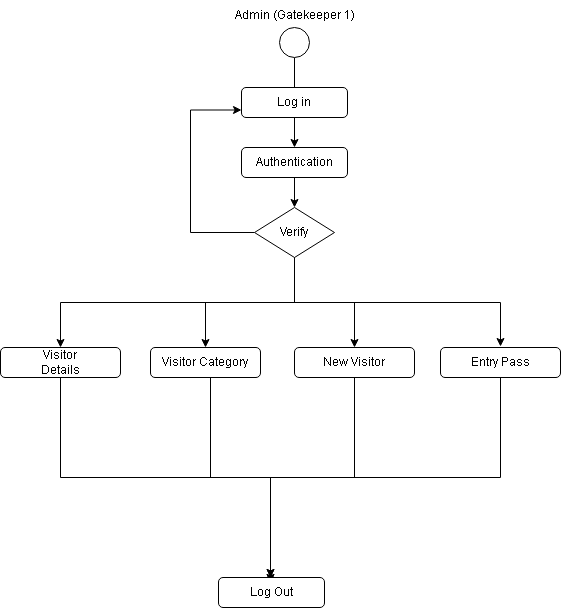 Admin (Gatekeeper 1)
Log in
Authentication
Verify
Visitor
Details
Visitor Category
New Visitor
Entry Pass
Log Out